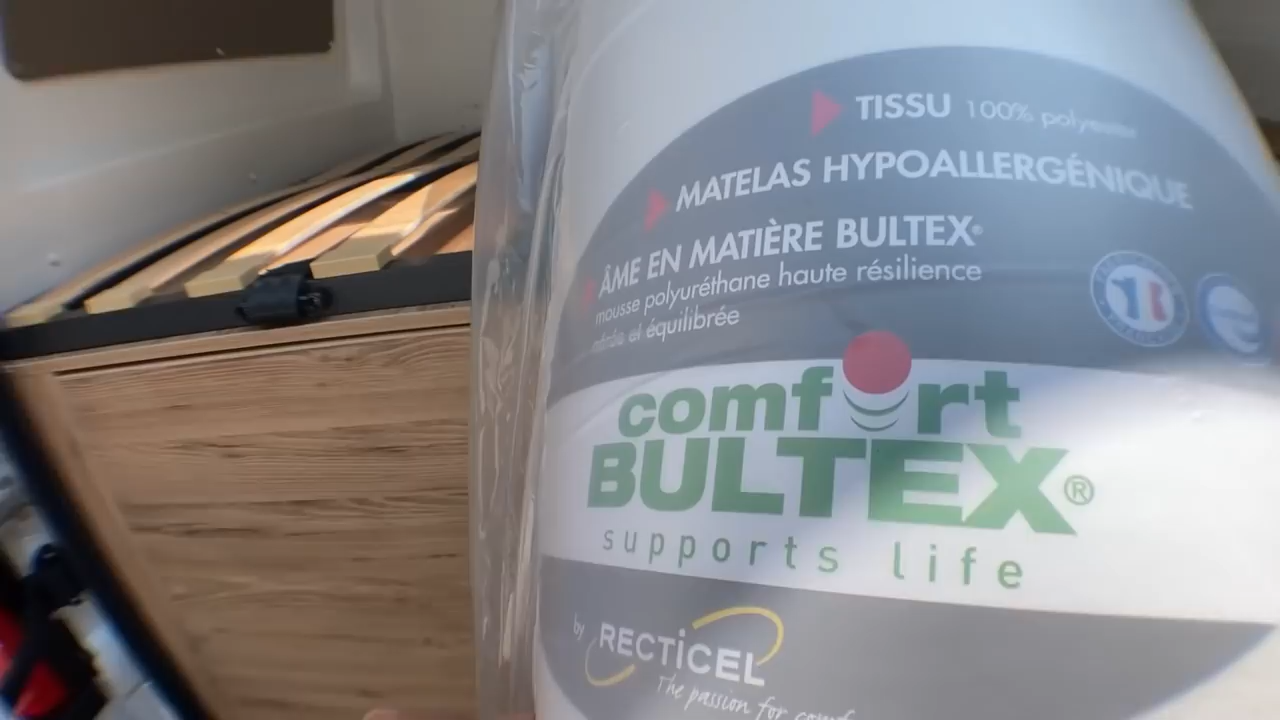 TISSU 100% polyester
MATELAS HYPOALLERGÉNIQUE
ÂME EN MATIÈRE BULTEX®
mousse polyuréthane haute résilience
et équilibrée
comfort
BULTEX®
supports life
by RECTICEL
The passion for